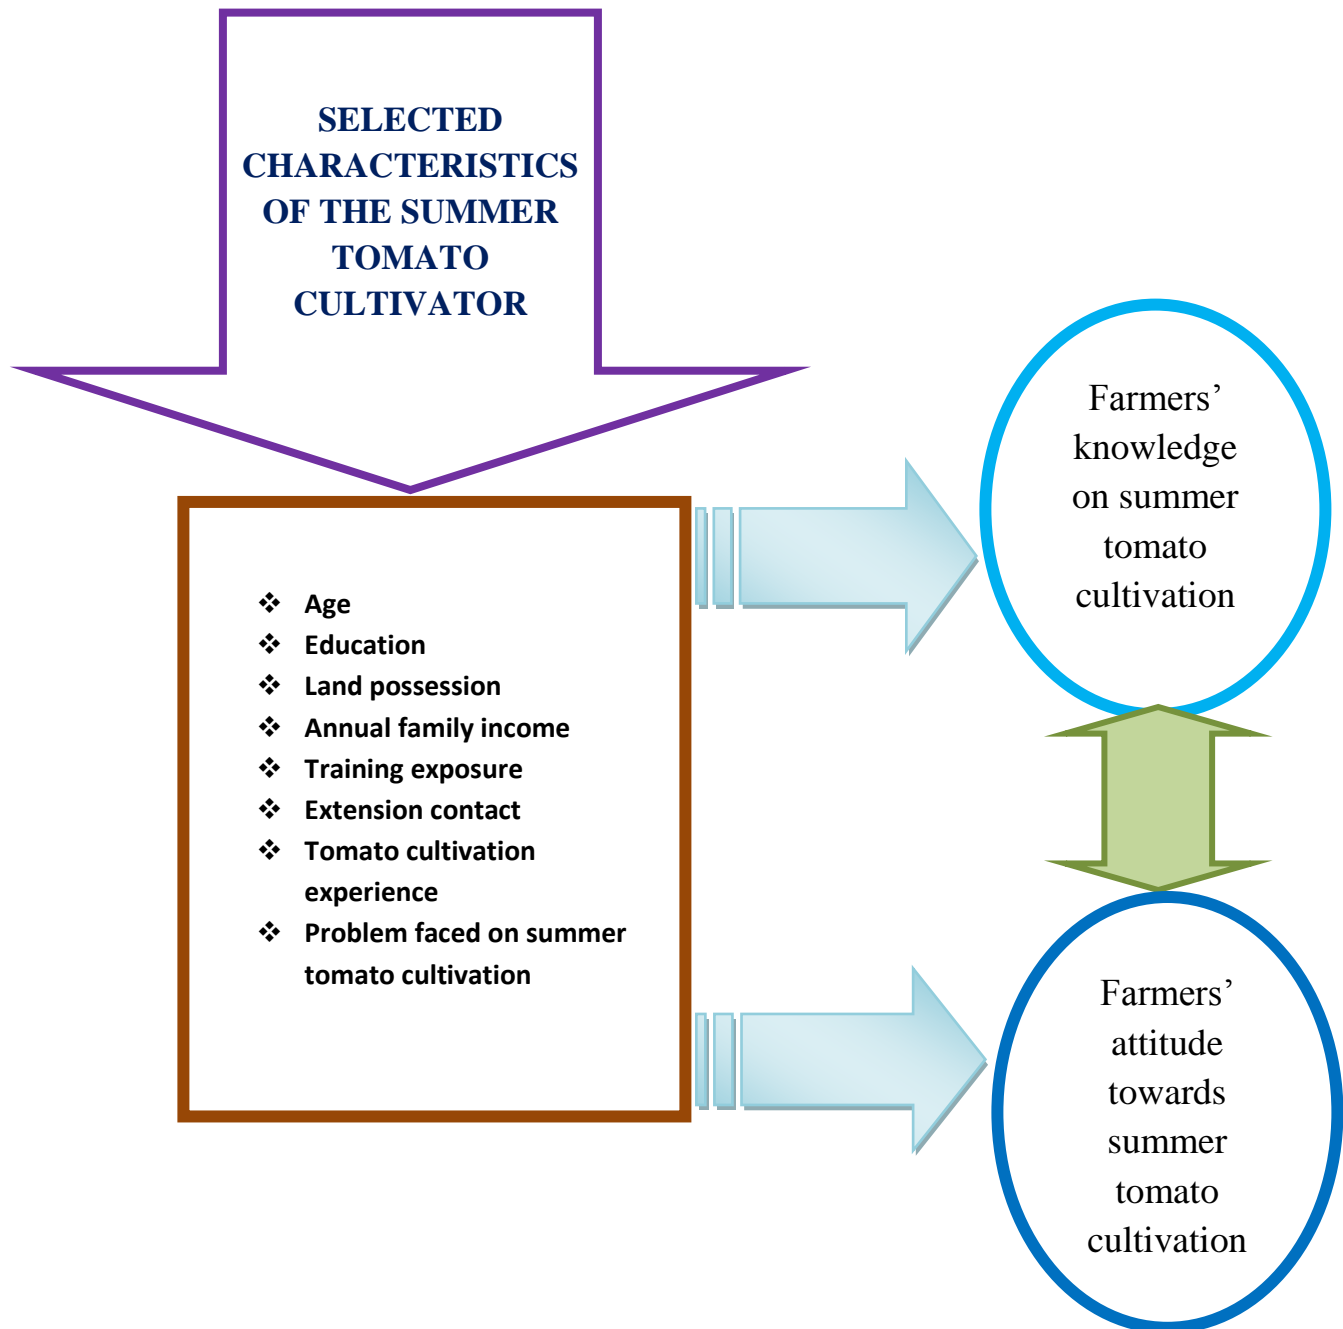 SELECTED
CHARACTERISTICS
OF THE SUMMER
TOMATO
CULTIVATOR
❖ Age
❖ Education
❖ Land possession
❖ Annual family income
❖ Training exposure
❖ Extension contact
❖ Tomato cultivation
experience
❖ Problem faced on summer
tomato cultivation
Farmers’
knowledge
on summer
tomato
cultivation
Farmers’
attitude
towards
summer
tomato
cultivation